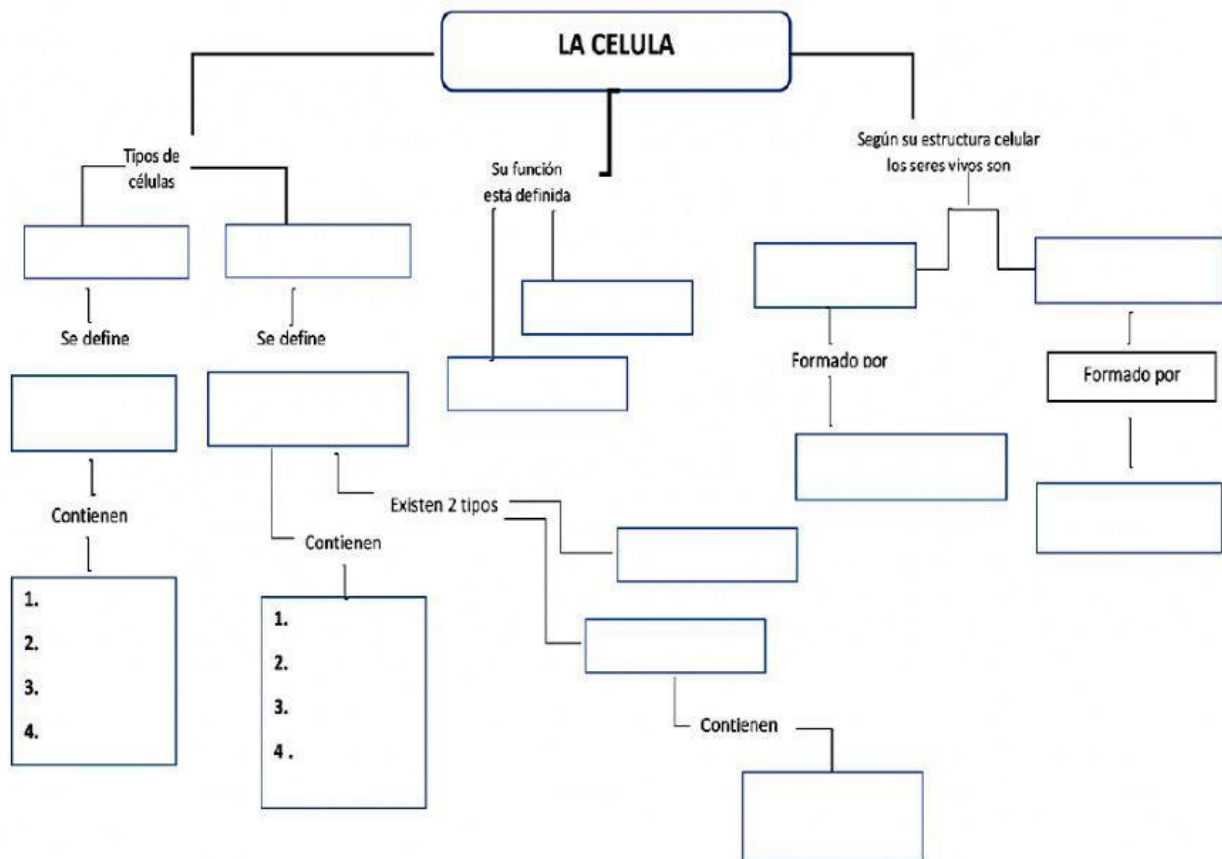 LA CELULA
Tipos de
células
Su función
está definida
Según su estructura celular
los seres vivos son
Se define
Se define
Formado por
Formado por
Contienen
Existen 2 tipos
Contienen
1.
2.
3.
4.
1.
2.
3.
4 .
Contienen